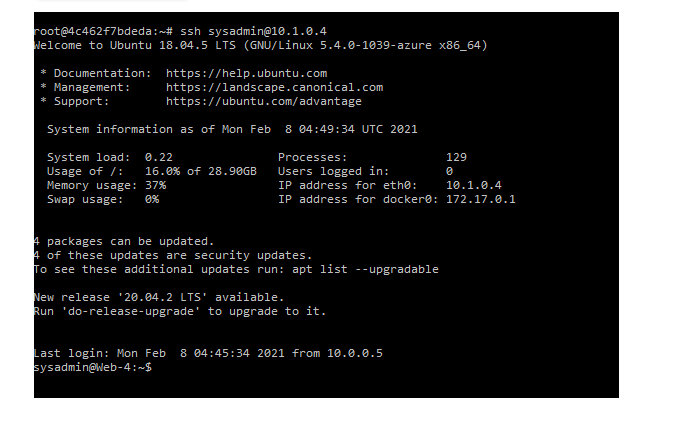 root@4c462f7bdeda:~# ssh sysadmin@10.1.0.4
Welcome to Ubuntu 18.04.5 LTS (GNU/Linux 5.4.0-1039-azure x86_64)
* Documentation:  https://help.ubuntu.com
* Management:     https://landscape.canonical.com
* Support:        https://ubuntu.com/advantage
System information as of Mon Feb  8 04:49:34 UTC 2021
System load:  0.22                Processes:              129
Usage of /:   16.0% of 28.90GB   Users logged in:        0
Memory usage: 37%                IP address for eth0:    10.1.0.4
Swap usage:   0%                 IP address for docker0: 172.17.0.1
4 packages can be updated.
4 of these updates are security updates.
To see these additional updates run: apt list --upgradable
New release '20.04.2 LTS' available.
Run 'do-release-upgrade' to upgrade to it.
Last login: Mon Feb  8 04:45:34 2021 from 10.0.0.5
sysadmin@Web-4:~$